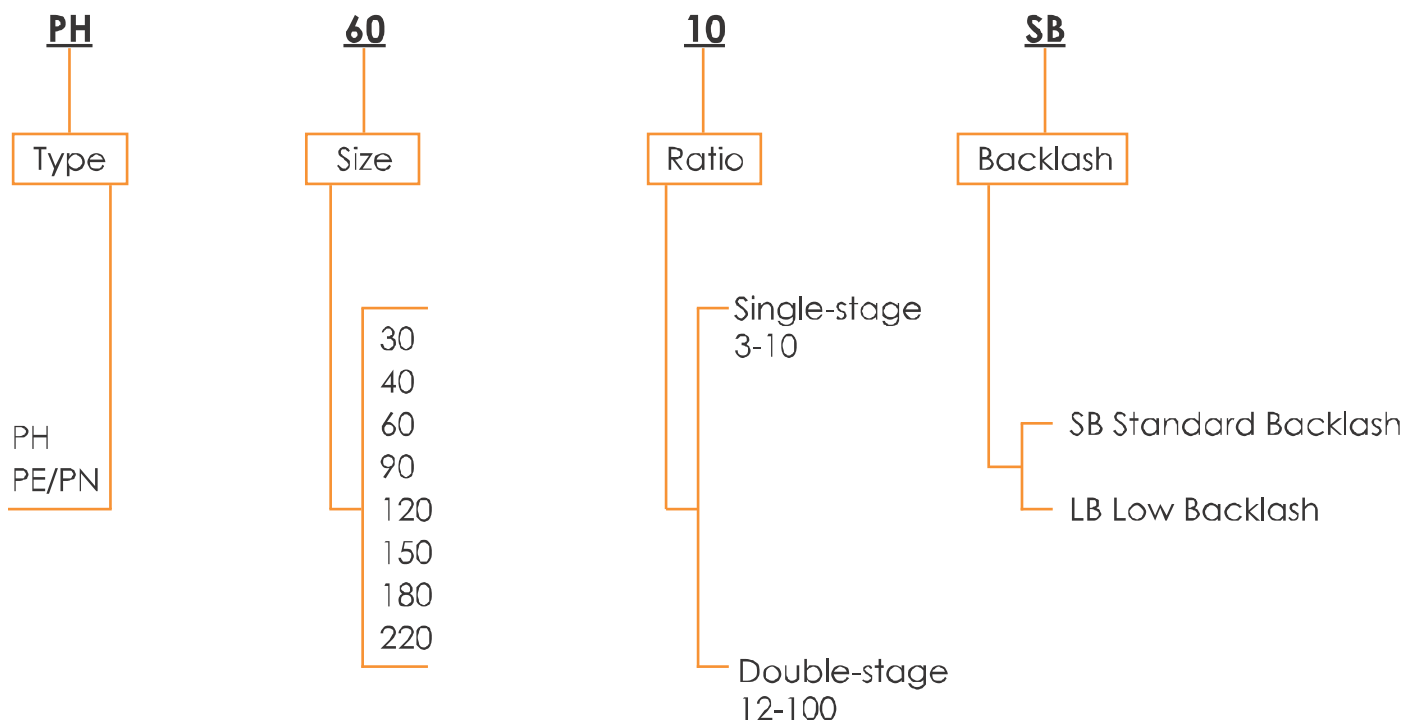 PH 60 10 SB
Type Size Ratio Backlash
PH
PE/PN
30
40
60
90
120
150
180
220
Single-stage
3-10
Double-stage
12-100
SB Standard Backlash
LB Low Backlash